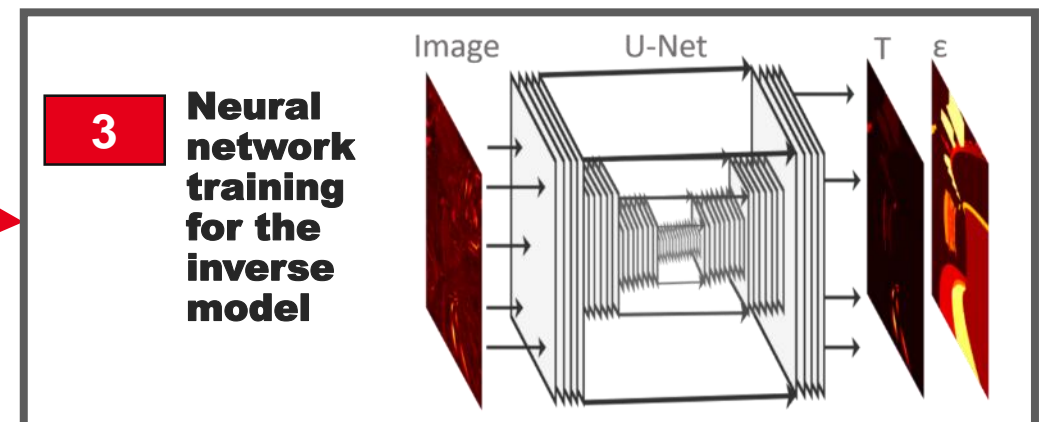 Image U-Net T ε
3
Neural
network
training
for the
inverse
model